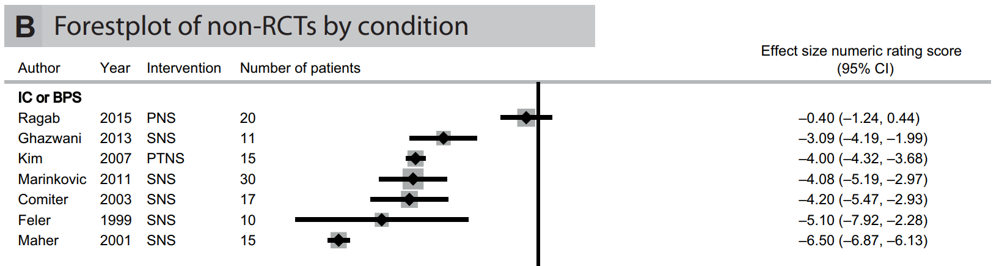 B Forestplot of non-RCTs by condition
Effect size numeric rating score
Author Year Intervention Number of patients (95% CI)
IC or BPS
Ragab 2015 PNS 20 –0.40 (–1.24, 0.44)
Ghazwani 2013 SNS 11 –3.09 (–4.19, –1.99)
Kim 2007 PTNS 15 –4.00 (–4.32, –3.68)
Marinkovic 2011 SNS 30 –4.08 (–5.19, –2.97)
Comiter 2003 SNS 17 –4.20 (–5.47, –2.93)
Feler 1999 SNS 10 –5.10 (–7.92, –2.28)
Maher 2001 SNS 15 –6.50 (–6.87, –6.13)